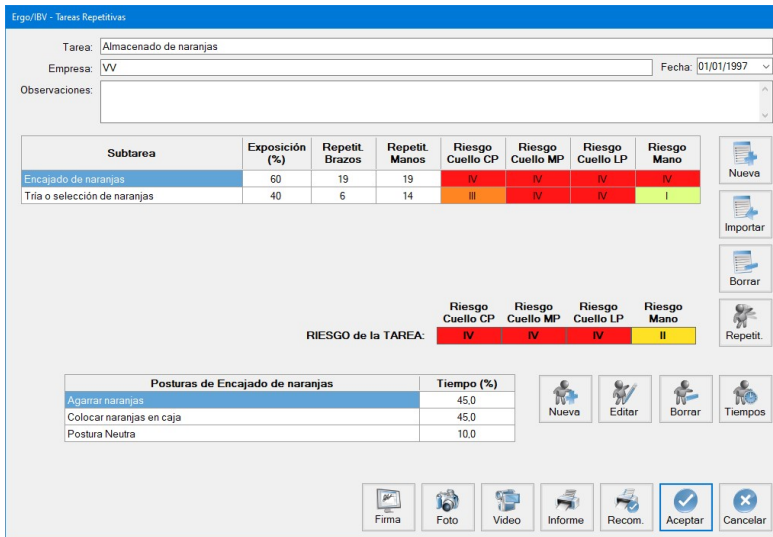 Ergo/IBV - Tareas Repetitivas
Tarea: Almacenado de naranjas
Empresa: VV Fecha: 01/01/1997
Observaciones:
Subtarea Exposición (%) Repetit. Brazos Repetit. Manos Riesgo Cuello CP Riesgo Cuello MP Riesgo Cuello LP Riesgo Mano
Encajado de naranjas 60 19 19 IV IV IV IV
Tría o selección de naranjas 40 6 14 III IV IV I
Nueva
Importar
Borrar
Repetit.
Riesgo Cuello CP Riesgo Cuello MP Riesgo Cuello LP Riesgo Mano
RIESGO de la TAREA: IV IV IV II
Posturas de Encajado de naranjas Tiempo (%)
Agarrar naranjas 45,0
Colocar naranjas en caja 45,0
Postura Neutra 10,0
Nueva Editar Borrar Tiempos
Firma Foto Video Informe Recom. Aceptar Cancelar